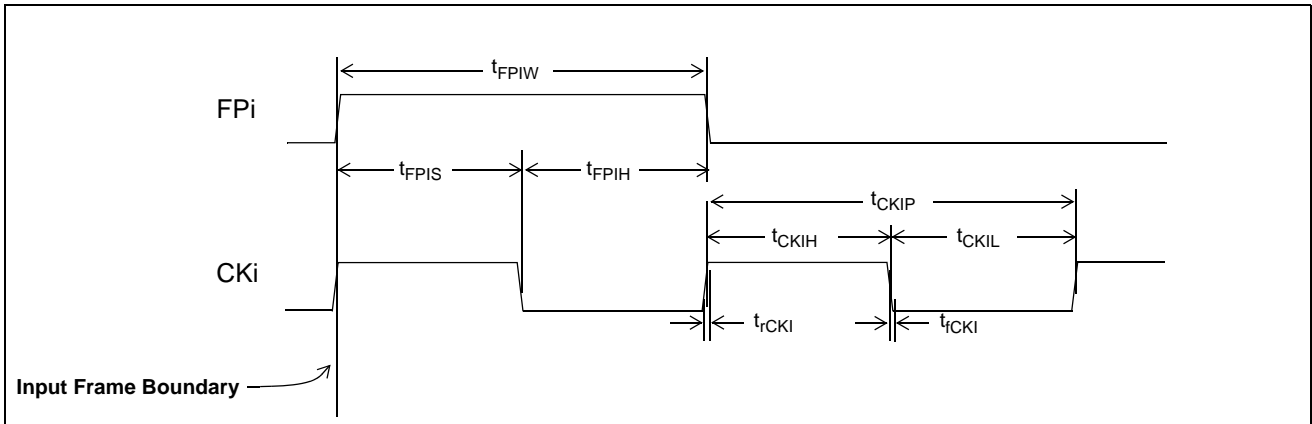 tFPIW
FPi
tFPIS
tFPIH
tCKIP
tCKIH
tCKIL
CKi
trCKI
tfCKI
Input Frame Boundary